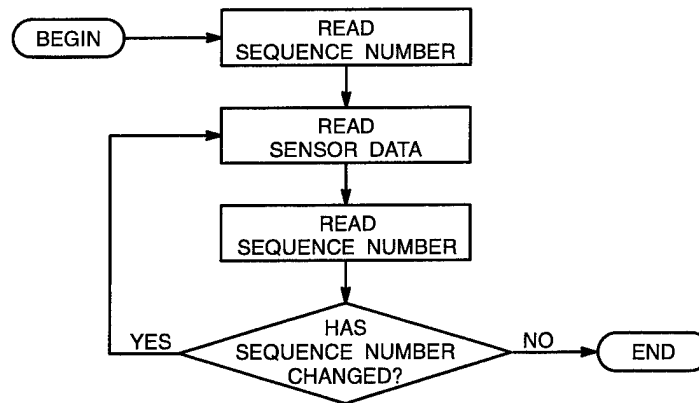 BEGIN
READ
SEQUENCE NUMBER
READ
SENSOR DATA
READ
SEQUENCE NUMBER
HAS
SEQUENCE NUMBER
CHANGED?
YES
NO
END